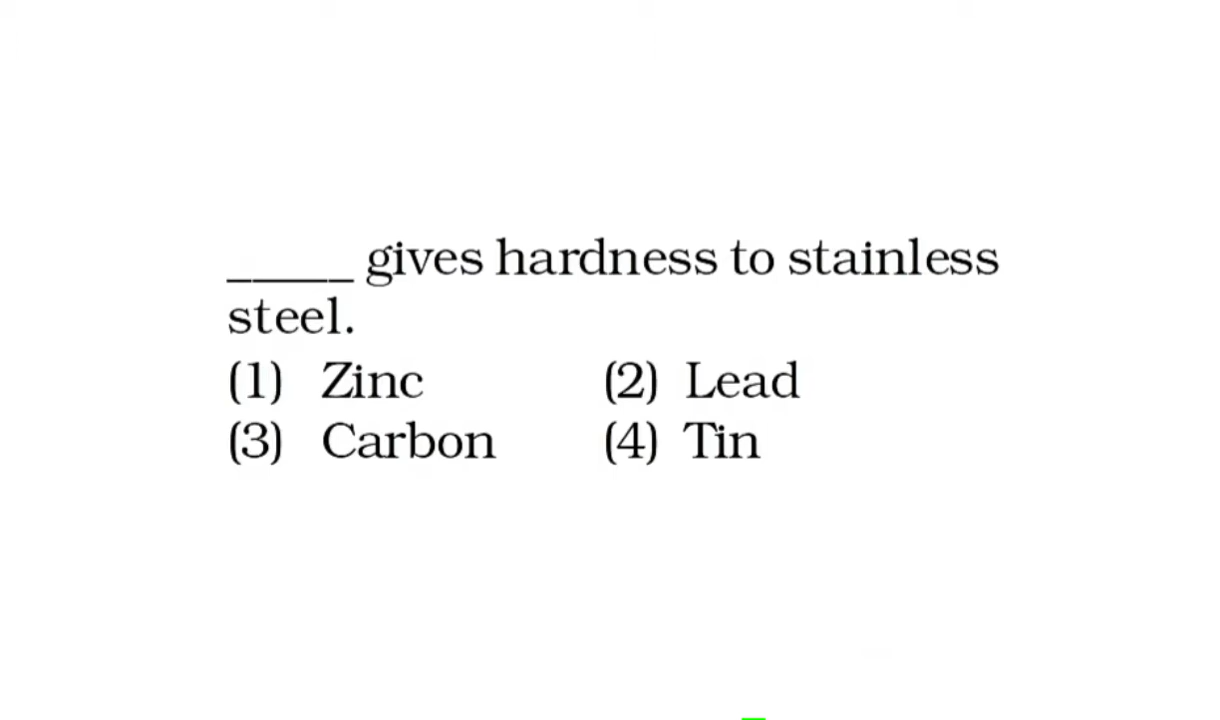 _____ gives hardness to stainless
steel.
(1) Zinc (2) Lead
(3) Carbon (4) Tin